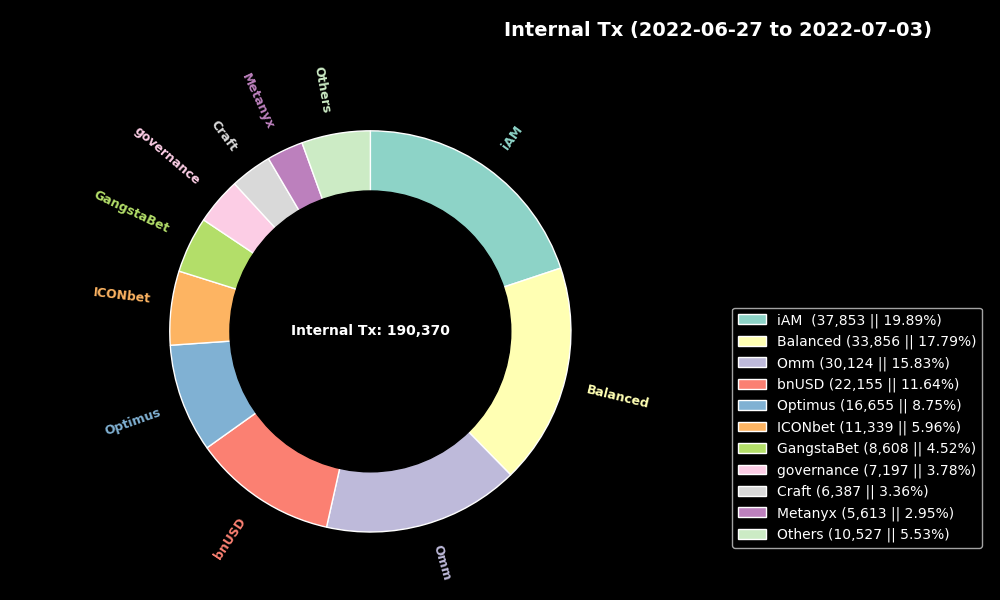 Internal Tx (2022-06-27 to 2022-07-03)
Others
Metanyx
iAM
Craft
governance
GangstaBet
ICONbet
Internal Tx: 190,370
Balanced
Optimus
bnUSD
Omm
iAM  (37,853 || 19.89%)
Balanced (33,856 || 17.79%)
Omm (30,124 || 15.83%)
bnUSD (22,155 || 11.64%)
Optimus (16,655 || 8.75%)
ICONbet (11,339 || 5.96%)
GangstaBet (8,608 || 4.52%)
governance (7,197 || 3.78%)
Craft (6,387 || 3.36%)
Metanyx (5,613 || 2.95%)
Others (10,527 || 5.53%)